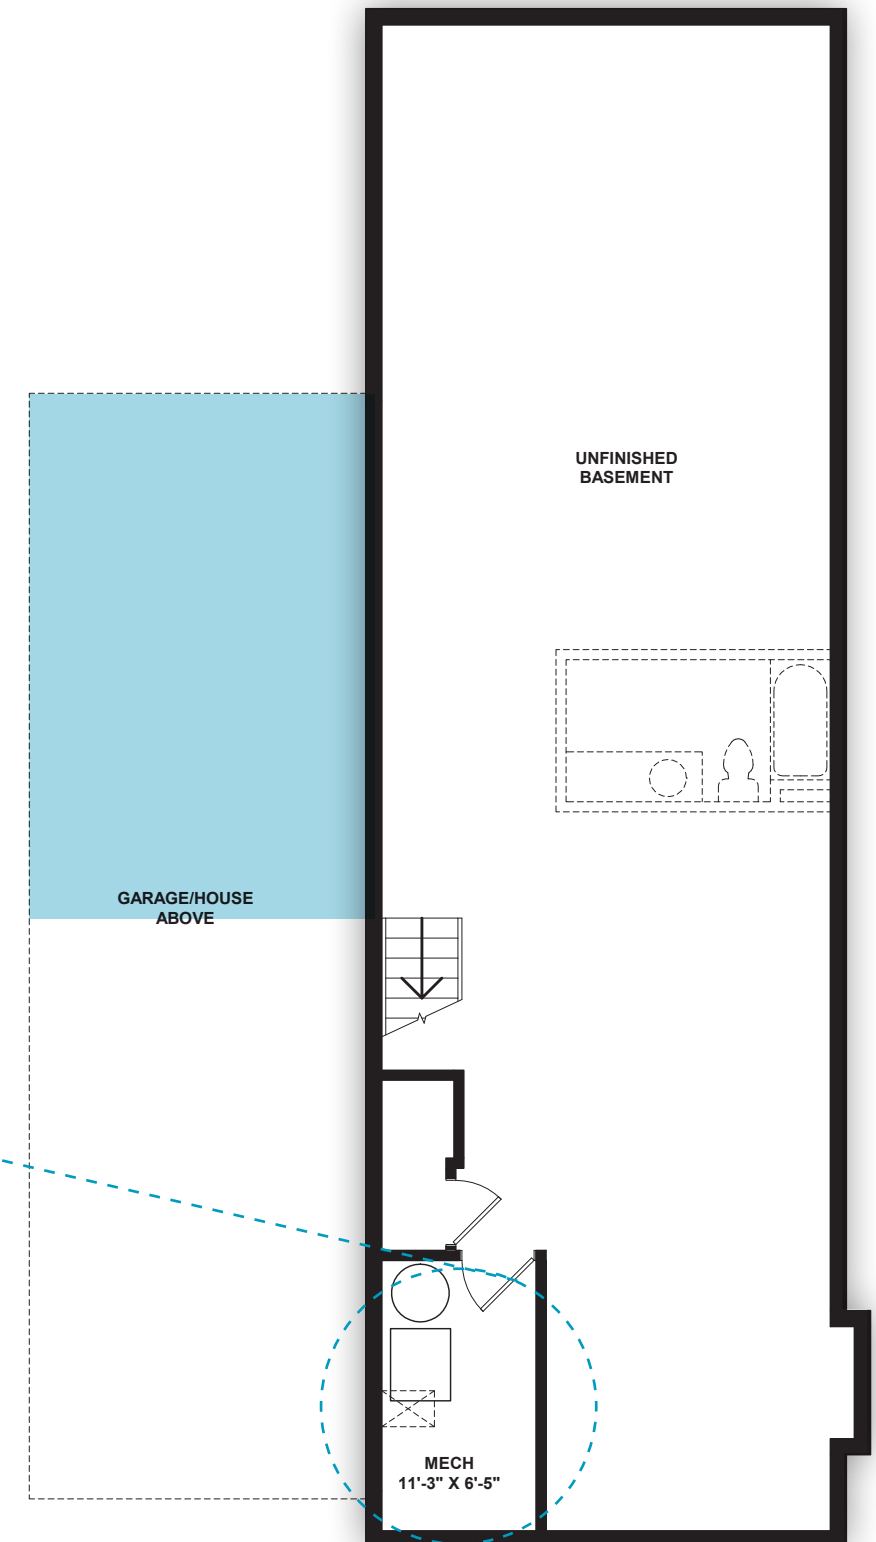 UNFINISHED
BASEMENT
GARAGE/HOUSE
ABOVE
MECH
11'-3" X 6'-5"